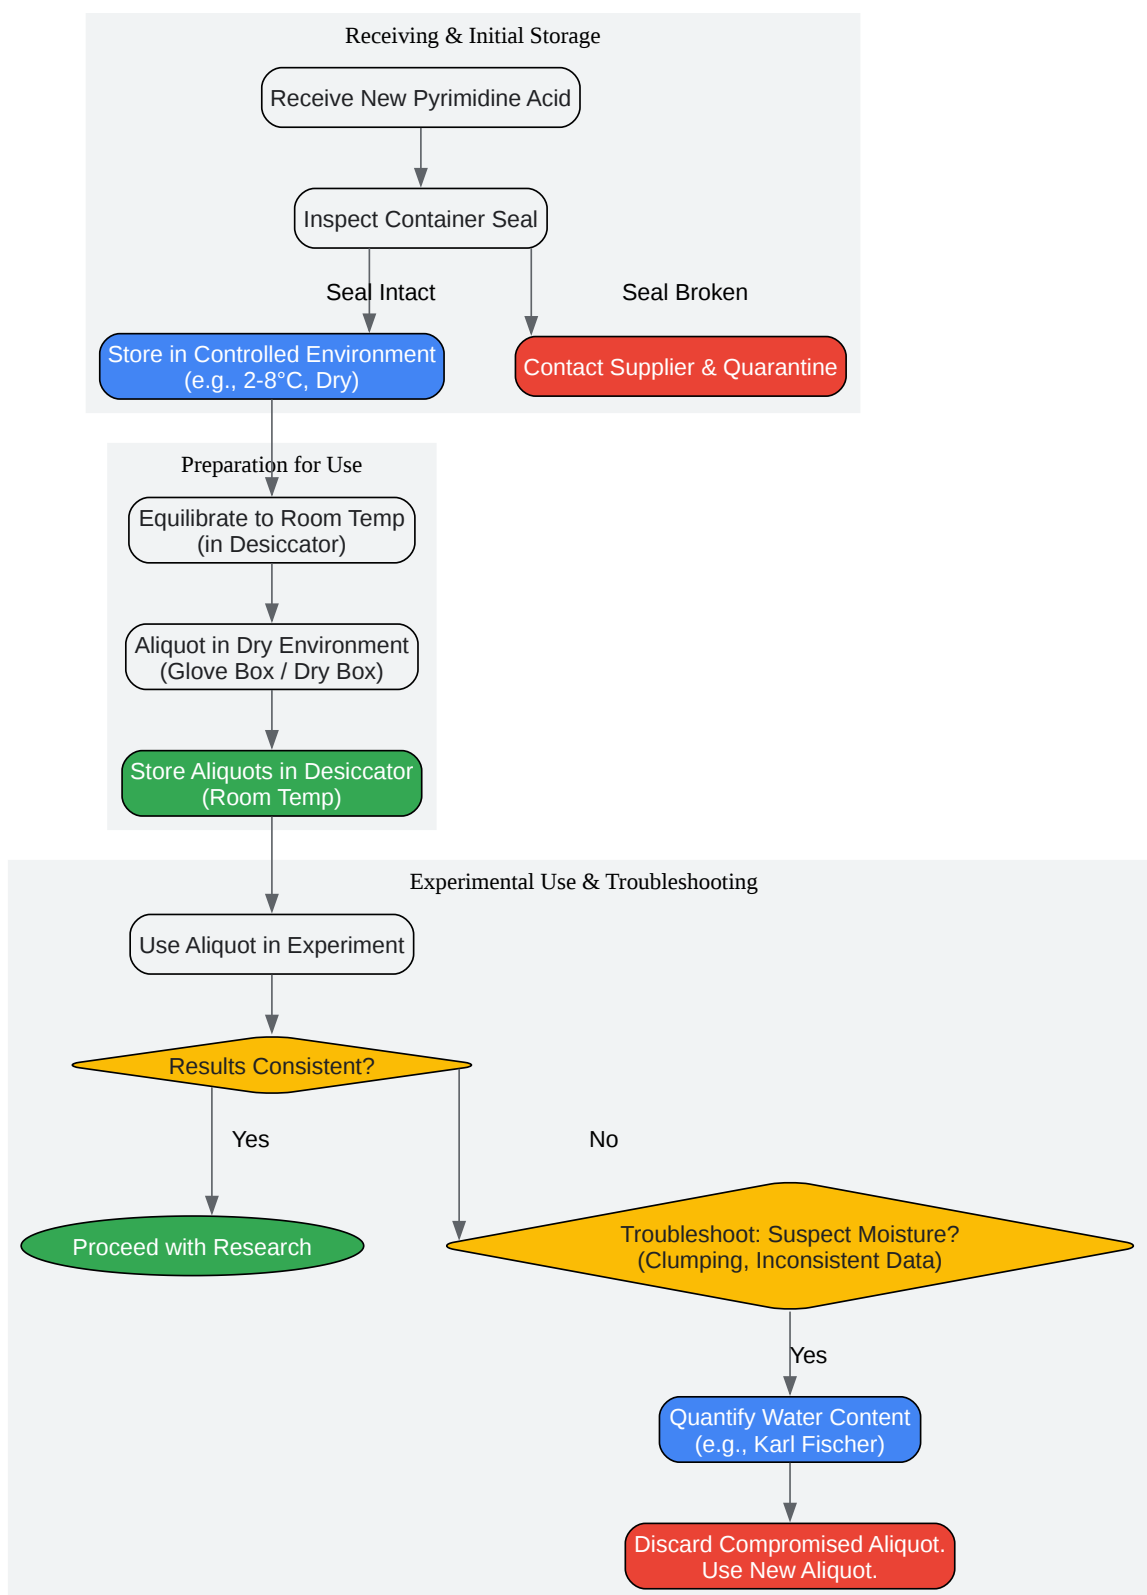 Receiving & Initial Storage
Receive New Pyrimidine Acid
Inspect Container Seal
Seal Intact
Seal Broken
Store in Controlled Environment
(e.g., 2-8°C, Dry)
Contact Supplier & Quarantine
Preparation for Use
Equilibrate to Room Temp
(in Desiccator)
Aliquot in Dry Environment
(Glove Box / Dry Box)
Store Aliquots in Desiccator
(Room Temp)
Experimental Use & Troubleshooting
Use Aliquot in Experiment
Results Consistent?
Yes
No
Proceed with Research
Troubleshoot: Suspect Moisture?
(Clumping, Inconsistent Data)
Yes
Quantify Water Content
(e.g., Karl Fischer)
Discard Compromised Aliquot.
Use New Aliquot.